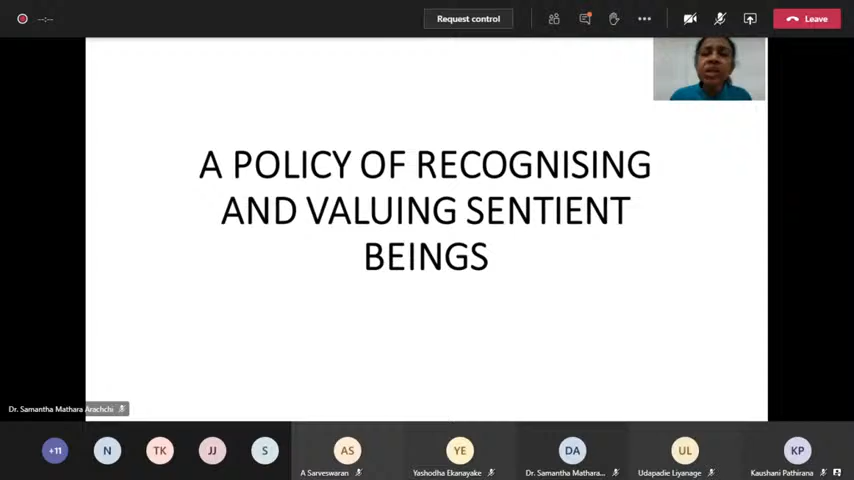 --:--
Request control
Leave
A POLICY OF RECOGNISING
AND VALUING SENTIENT
BEINGS
Dr. Samantha Mathara Arachchi
+11
N
TK
JJ
S
AS
YE
DA
UL
KP
A Sarveswaran
Yashodha Ekanayake
Dr. Samantha Mathara...
Udapadie Liyanage
Kaushani Pathirana